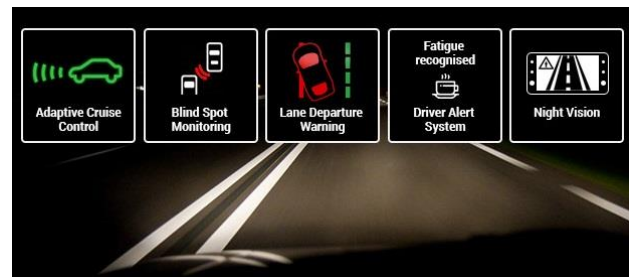 Adaptive Cruise
Control
Blind Spot
Monitoring
Lane Departure
Warning
Fatigue
recognised
Driver Alert
System
Night Vision